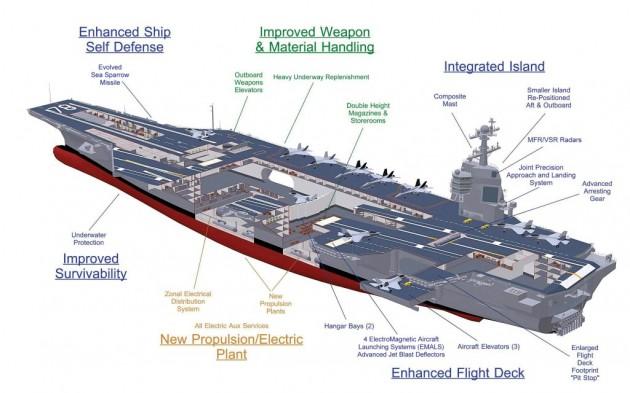 Enhanced Ship
Self Defense
Evolved
Sea Sparrow
Missile
Improved Weapon
& Material Handling
Outboard
Weapons
Elevators
Heavy Underway Replenishment
Double Height
Magazines &
Storerooms
Integrated Island
Composite
Mast
Smaller Island
Re-Positioned
Aft & Outboard
MFR/VSR Radars
Joint Precision
Approach and Landing
System
Advanced
Arresting
Gear
78
Underwater
Protection
Improved
Survivability
Zonal Electrical
Distribution
System
New
Propulsion
Plants
All Electric Aux Services
New Propulsion/Electric
Plant
Hangar Bays (2)
4 ElectroMagnetic Aircraft
Launching Systems (EMALS)
Advanced Jet Blast Deflectors
Aircraft Elevators (3)
Enlarged
Flight
Deck
Footprint
"Pit Stop"
Enhanced Flight Deck